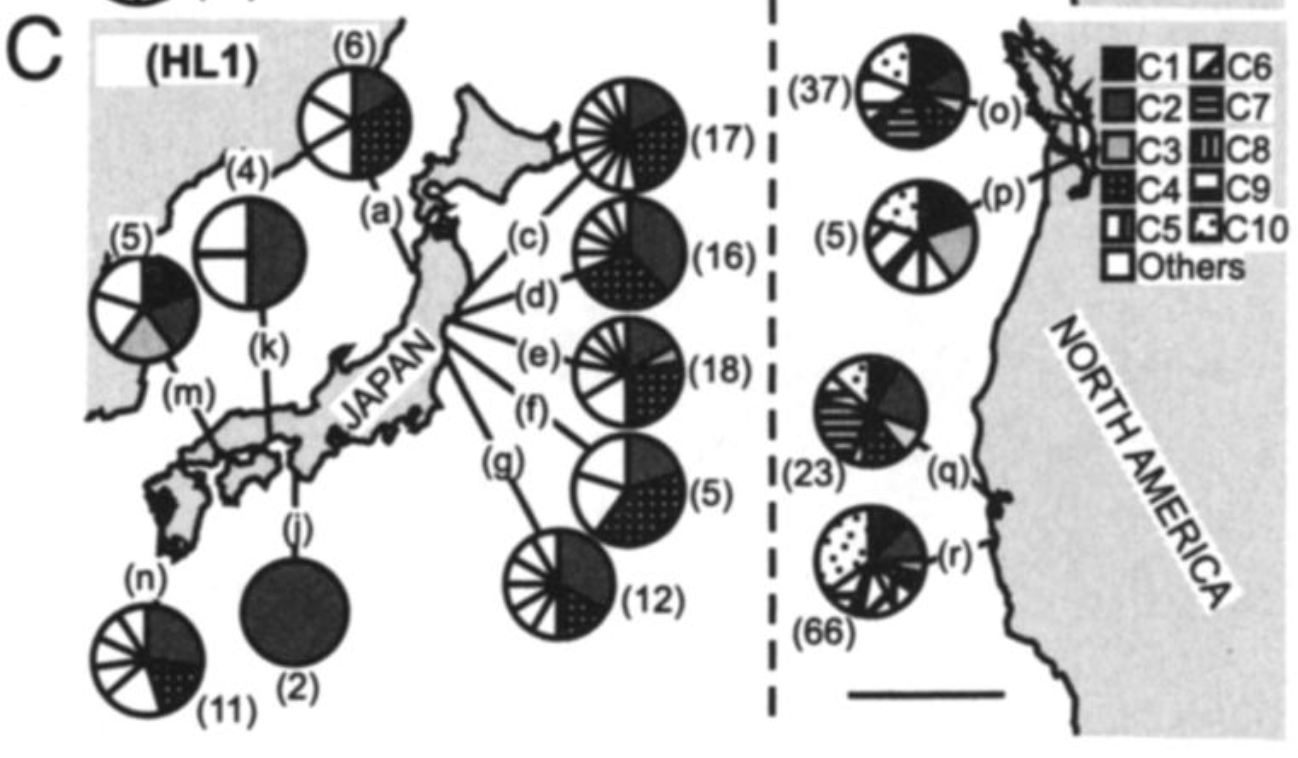 C
(HL1)
(6)
(4)
(5)
(a)
(k)
(m)
(17)
(c)
(16)
(d)
(e)
(18)
(f)
(g)
(5)
(12)
JAPAN
(j)
(n)
(2)
(11)
(37)
(o)
(p)
(5)
(q)
(23)
(r)
(66)
C1 C6
C2 C7
C3 C8
C4 C9
C5 C10
Others
NORTH AMERICA